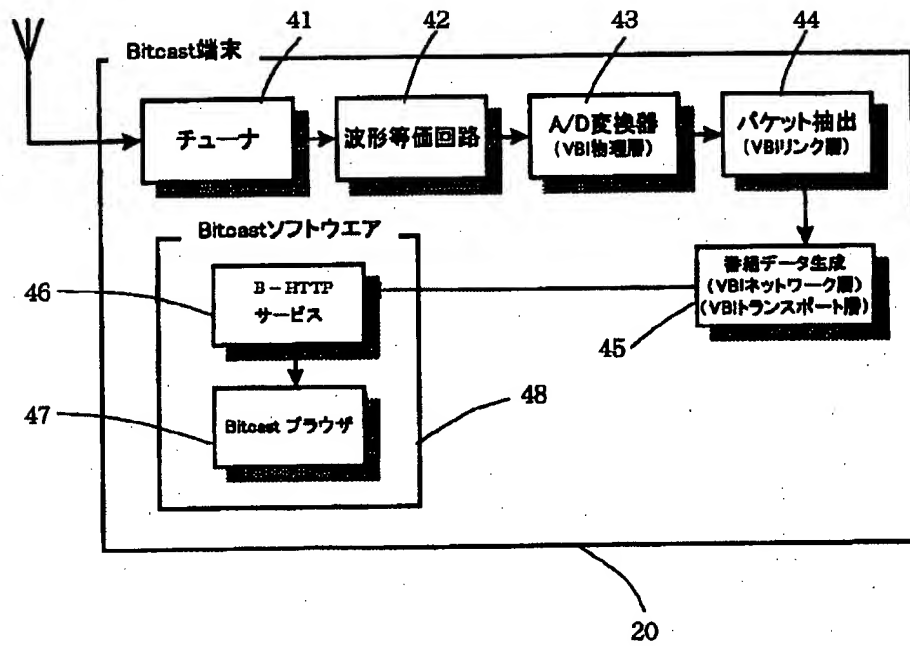 41
42
43
44
Bitcast端末
チューナ
波形等価回路
A/D変換器
(VBI物理層)
パケット抽出
(VBIリンク層)
Bitcastソフトウエア
46
B-HTTP
サービス
番組データ生成
(VBIネットワーク層)
(VBIトランスポート層)
45
47
Bitcast ブラウザ
48
20